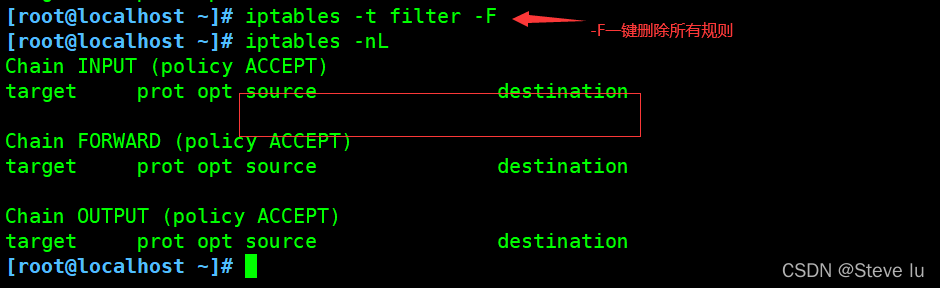 [root@localhost ~]# iptables -t filter -F
-F一键删除所有规则
[root@localhost ~]# iptables -nL
Chain INPUT (policy ACCEPT)
target     prot opt source               destination
Chain FORWARD (policy ACCEPT)
target     prot opt source               destination
Chain OUTPUT (policy ACCEPT)
target     prot opt source               destination
[root@localhost ~]#
CSDN @Steve lu